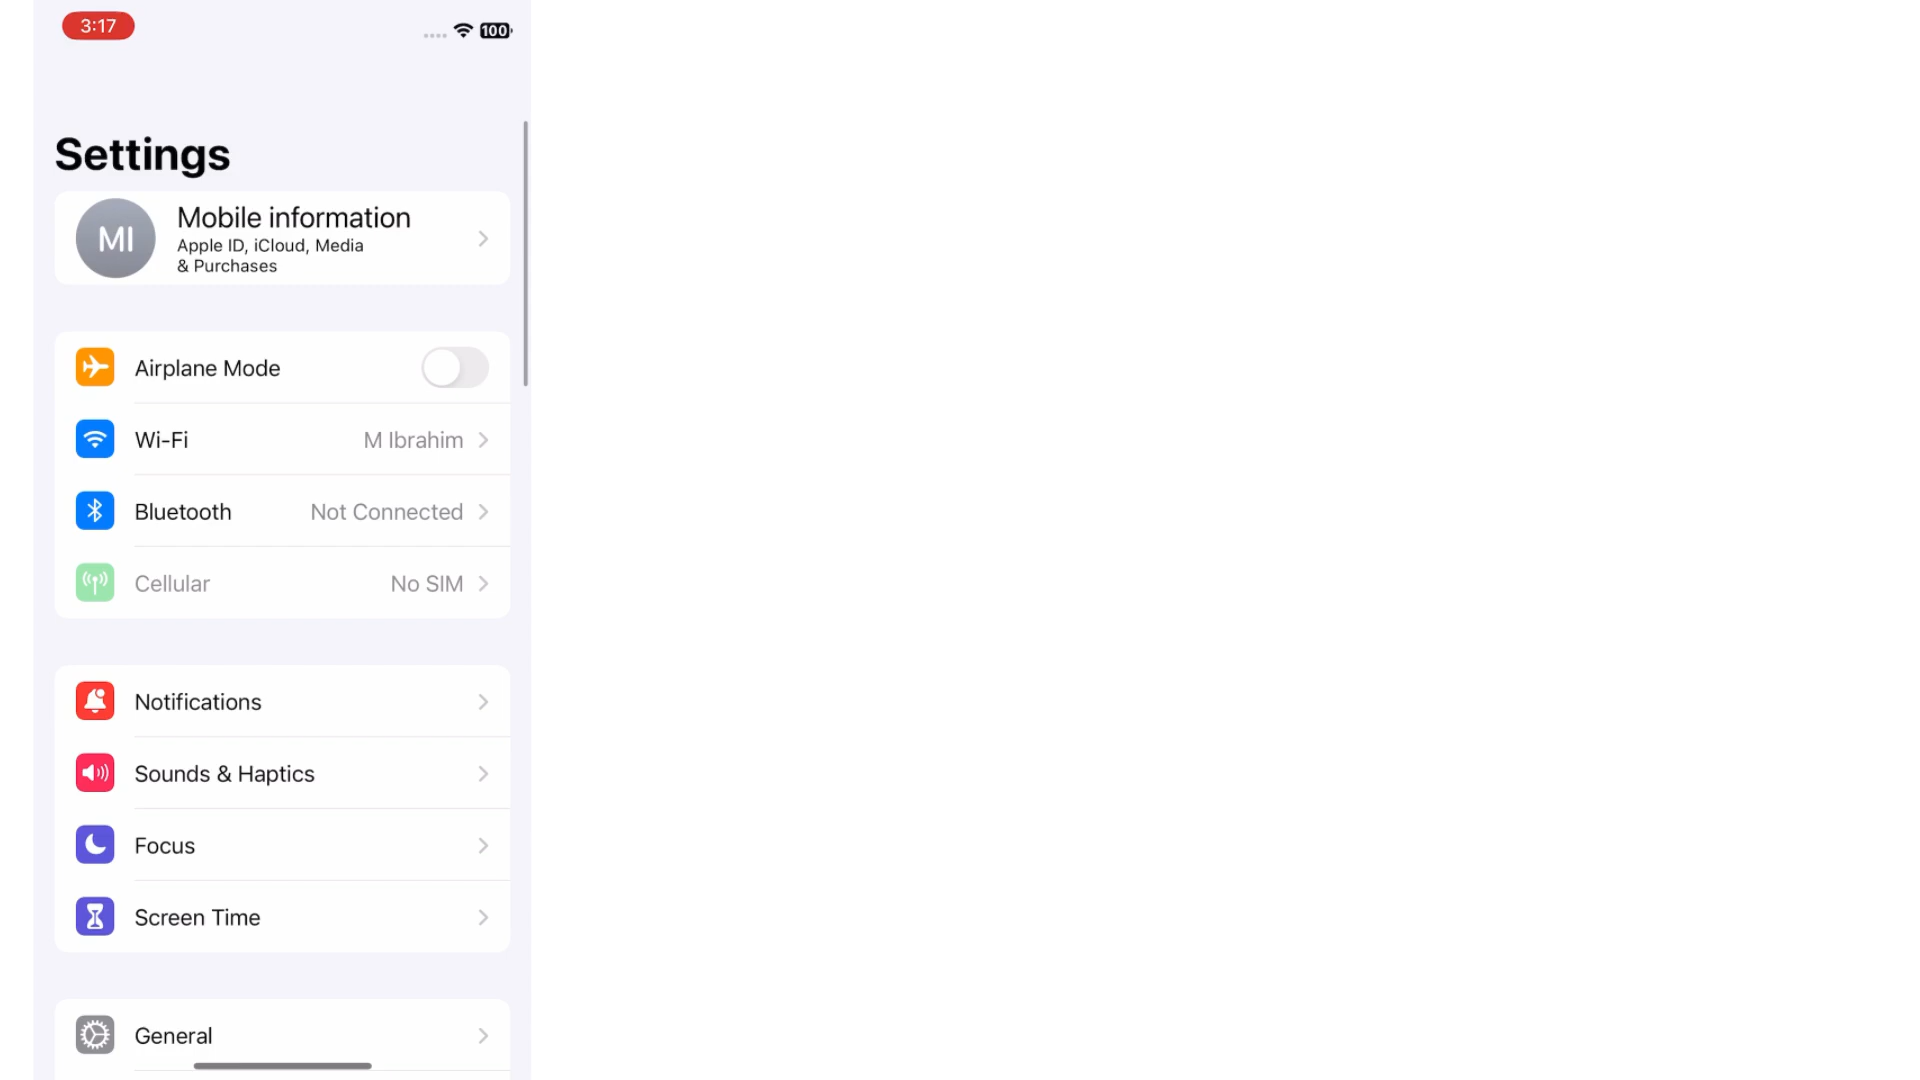 3:17
100
Settings
MI
Mobile information
Apple ID, iCloud, Media
& Purchases
Airplane Mode
Wi-Fi M Ibrahim
Bluetooth Not Connected
Cellular No SIM
Notifications
Sounds & Haptics
Focus
Screen Time
General